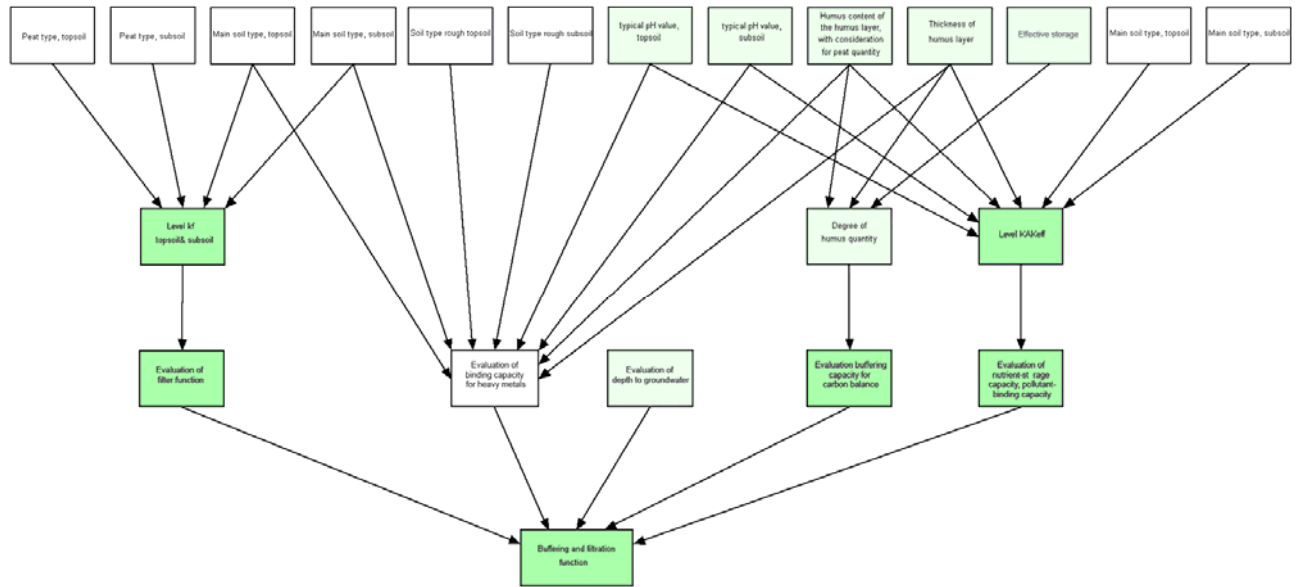 Peat type, topsoil
Peat type, subsoil
Main soil type, topsoil
Main soil type, subsoil
Soil type rough topsoil
Soil type rough subsoil
typical pH value,
topsoil
typical pH value,
subsoil
Humus content of
the humus layer,
with consideration
for peat quantity
Thickness of
humus layer
Effective storage
Main soil type, topsoil
Main soil type, subsoil
Level kf
topsoil& subsoil
Degree of
humus quantity
Level KAKeff
Evaluation of
filter function
Evaluation of
binding capacity
for heavy metals
Evaluation of
depth to groundwater
Evaluation buffering
capacity for
carbon balance
Evaluation of
nutrient-st rage
capacity, pollutant-
binding capacity
Buffering and filtration
function